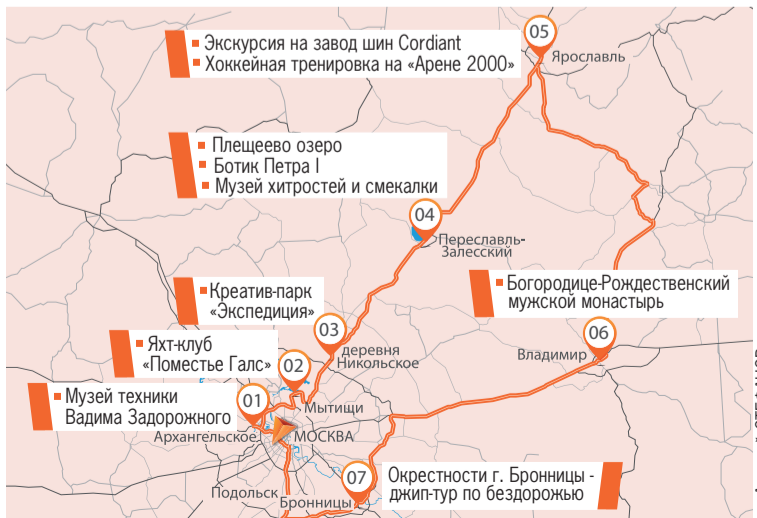 Экскурсия на завод шин Cordiant
Хоккейная тренировка на «Арене 2000»
05
Ярославль
Плещеево озеро
Ботик Петра I
Музей хитростей и смекалки
04
Переславль-
Залесский
Богородице-Рождественский
мужской монастырь
Креатив-парк
«Экспедиция»
03
деревня
Никольское
06
Владимир
Яхт-клуб
«Поместье Галс»
02
Мытищи
Музей техники
Вадима Задорожного
01
Архангельское
МОСКВА
Подольск
Бронницы
07
Окрестности г. Бронницы -
джип-тур по бездорожью